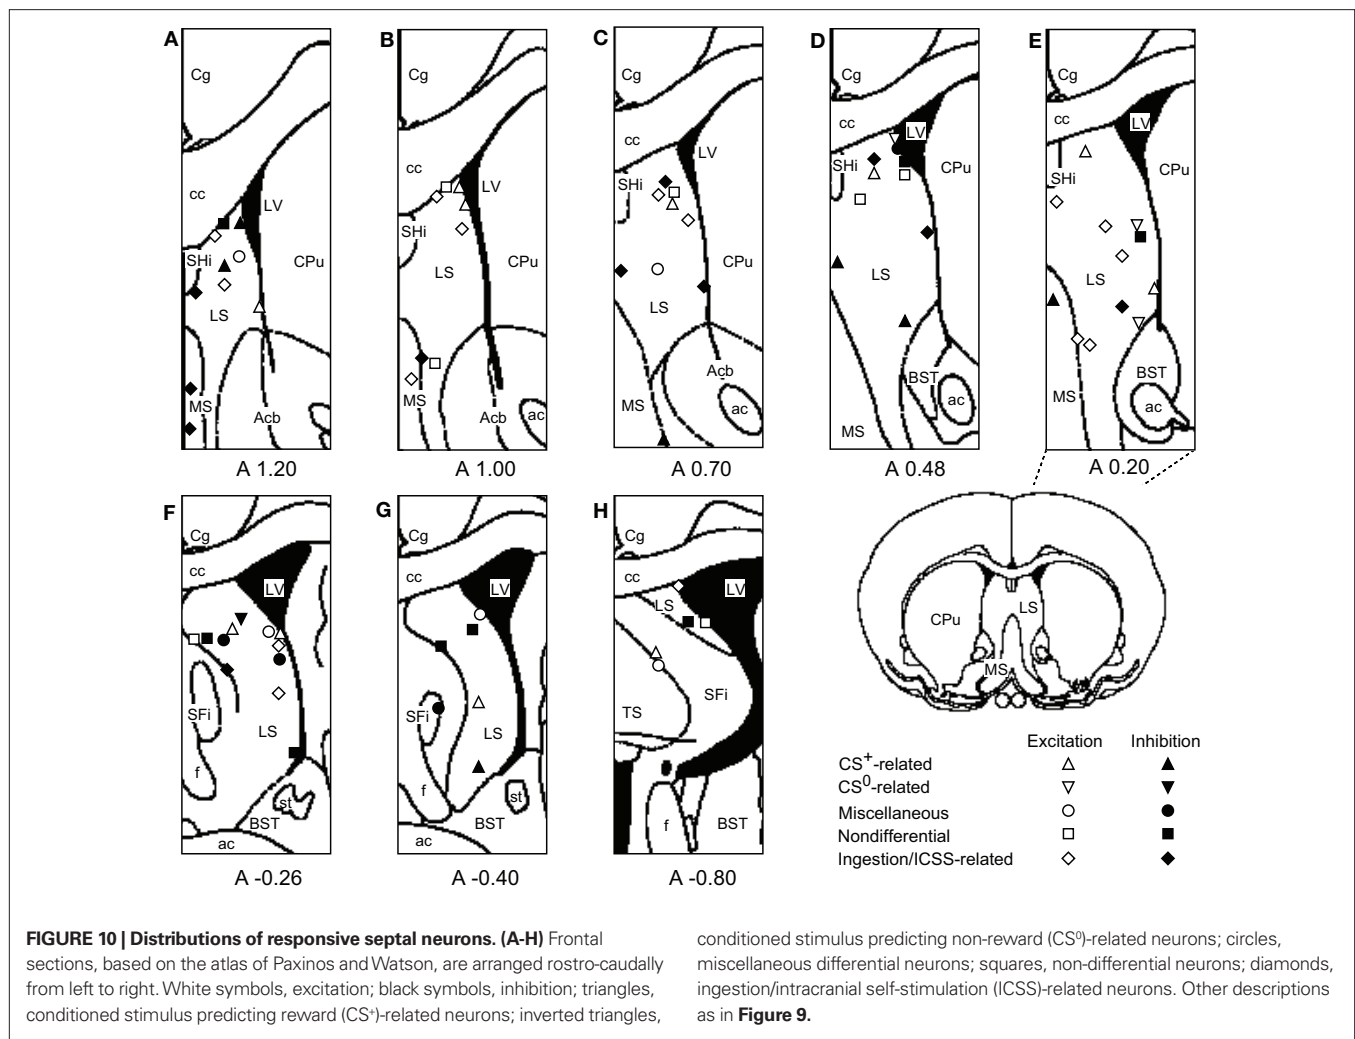 A
Cg
cc
LV
SHi
CPu
LS
MS
Acb
A 1.20
B
Cg
cc
LV
SHi
LS
CPu
MS
Acb
ac
A 1.00
C
Cg
cc
LV
SHi
CPu
LS
Acb
MS
ac
A 0.70
D
Cg
cc
LV
SHi
CPu
LS
BST
ac
MS
A 0.48
E
Cg
cc
LV
SHi
CPu
LS
BST
MS
ac
A 0.20
F
Cg
cc
LV
SFi
LS
f
st
BST
ac
A -0.26
G
Cg
cc
LV
SFi
LS
f
st
BST
ac
A -0.40
H
Cg
cc
LV
LS
SFi
TS
f
BST
A -0.80
CPu
LS
MS
Excitation Inhibition
CS+-related
CS0-related
Miscellaneous
Nondifferential
Ingestion/ICSS-related
FIGURE 10 | Distributions of responsive septal neurons. (A-H) Frontal
sections, based on the atlas of Paxinos and Watson, are arranged rostro-caudally
from left to right. White symbols, excitation; black symbols, inhibition; triangles,
conditioned stimulus predicting reward (CS+)-related neurons; inverted triangles,
conditioned stimulus predicting non-reward (CS0)-related neurons; circles,
miscellaneous differential neurons; squares, non-differential neurons; diamonds,
ingestion/intracranial self-stimulation (ICSS)-related neurons. Other descriptions
as in Figure 9.